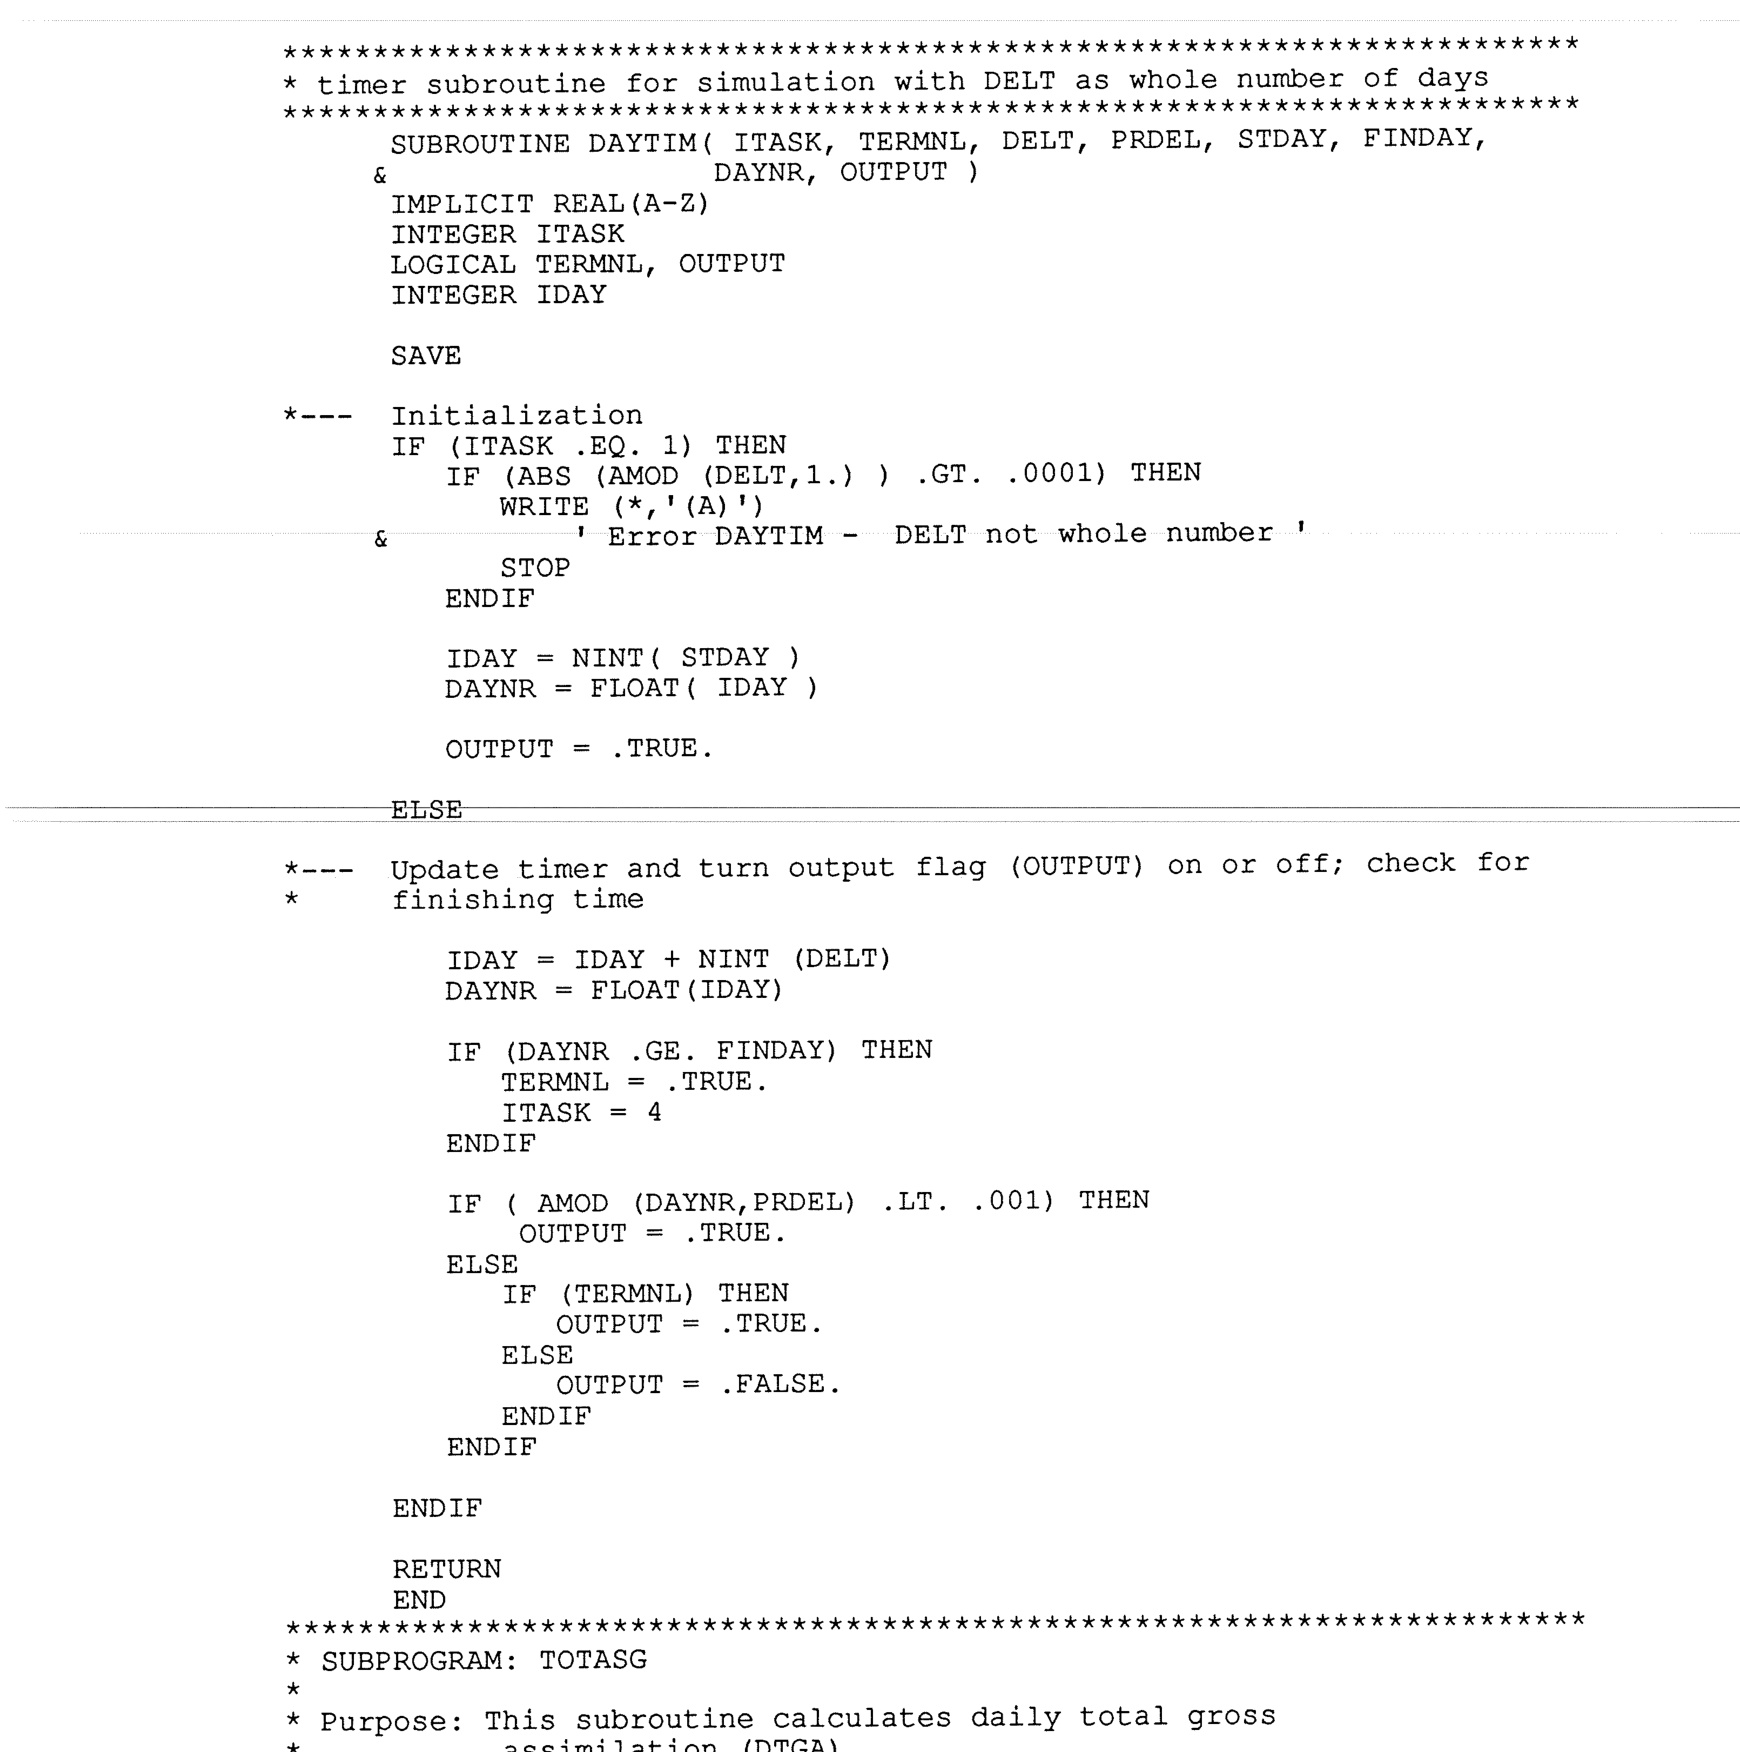 ************************************************************************
* timer subroutine for simulation with DELT as whole number of days
************************************************************************
      SUBROUTINE DAYTIM( ITASK, TERMNL, DELT, PRDEL, STDAY, FINDAY,
     &                  DAYNR, OUTPUT )
      IMPLICIT REAL(A-Z)
      INTEGER ITASK
      LOGICAL TERMNL, OUTPUT
      INTEGER IDAY

      SAVE

*---  Initialization
      IF (ITASK .EQ. 1) THEN
         IF (ABS (AMOD (DELT,1.) ) .GT. .0001) THEN
            WRITE (*,'(A)')
     &          ' Error DAYTIM -  DELT not whole number '
            STOP
         ENDIF

         IDAY = NINT( STDAY )
         DAYNR = FLOAT( IDAY )

         OUTPUT = .TRUE.

      ELSE

*---  Update timer and turn output flag (OUTPUT) on or off; check for
*     finishing time

         IDAY = IDAY + NINT (DELT)
         DAYNR = FLOAT(IDAY)

         IF (DAYNR .GE. FINDAY) THEN
            TERMNL = .TRUE.
            ITASK = 4
         ENDIF

         IF ( AMOD (DAYNR,PRDEL) .LT. .001) THEN
             OUTPUT = .TRUE.
         ELSE
            IF (TERMNL) THEN
               OUTPUT = .TRUE.
            ELSE
               OUTPUT = .FALSE.
            ENDIF
         ENDIF

      ENDIF

      RETURN
      END
************************************************************************
* SUBPROGRAM: TOTASG
*
* Purpose: This subroutine calculates daily total gross
*           assimilation (DTGA)